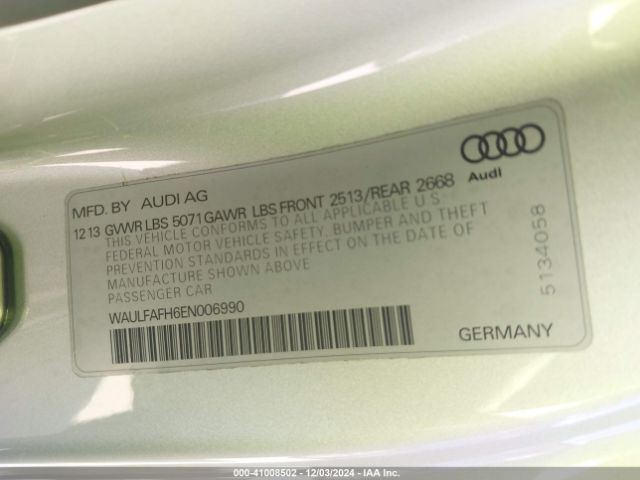 MFD. BY AUDI AG
Audi
12 13 GVWR LBS 5071 GAWR LBS FRONT 2513/REAR 2668
THIS VEHICLE CONFORMS TO ALL APPLICABLE U.S.
FEDERAL MOTOR VEHICLE SAFETY, BUMPER AND THEFT
PREVENTION STANDARDS IN EFFECT ON THE DATE OF
MANUFACTURE SHOWN ABOVE
PASSENGER CAR
WAULFAFH6EN006990
5134058
GERMANY
000-41008502 - 12/03/2024 - IAA Inc.